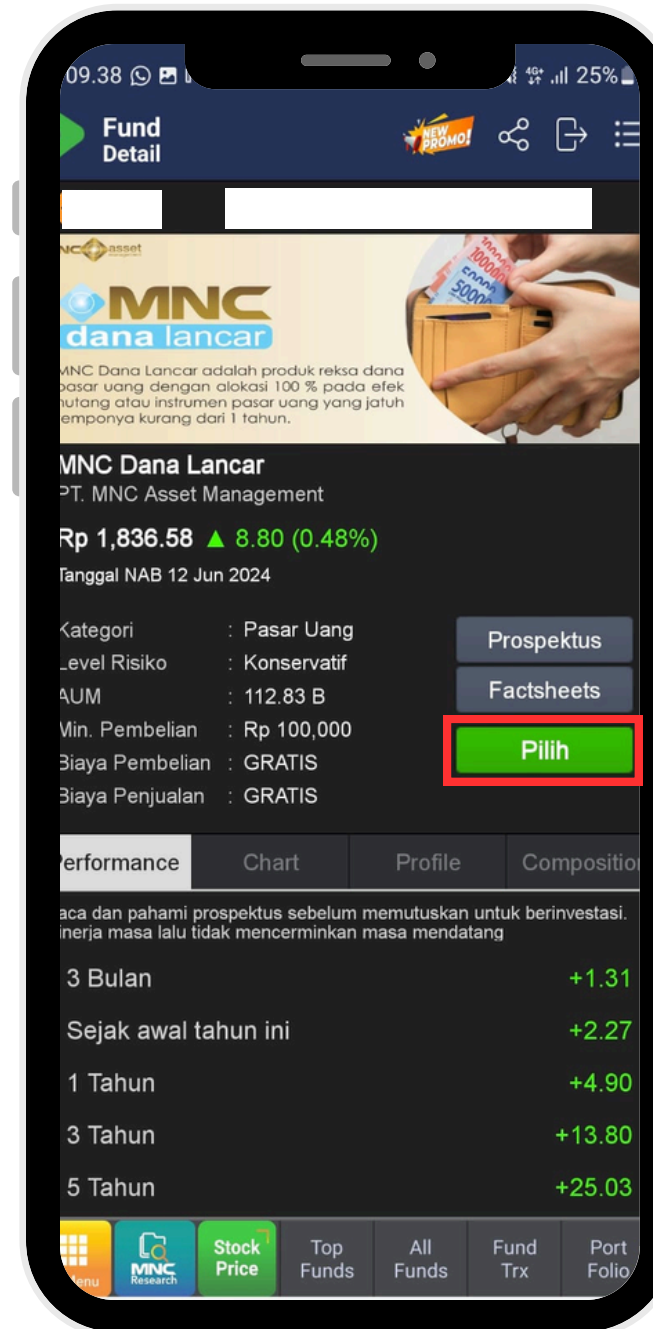 09.38 25%
Fund
Detail
NEW
PROMO!
asset
MNC
dana lancar
MNC Dana Lancar adalah produk reksa dana
pasar uang dengan alokasi 100 % pada efek
hutang atau instrumen pasar uang yang jatuh
temponya kurang dari 1 tahun.
MNC Dana Lancar
PT. MNC Asset Management
Rp 1,836.58 ▲ 8.80 (0.48%)
Tanggal NAB 12 Jun 2024
Kategori : Pasar Uang
Level Risiko : Konservatif
AUM : 112.83 B
Min. Pembelian : Rp 100,000
Biaya Pembelian : GRATIS
Biaya Penjualan : GRATIS
Prospektus
Factsheets
Pilih
Performance Chart Profile Composition
aca dan pahami prospektus sebelum memutuskan untuk berinvestasi.
inerja masa lalu tidak mencerminkan masa mendatang
3 Bulan +1.31
Sejak awal tahun ini +2.27
1 Tahun +4.90
3 Tahun +13.80
5 Tahun +25.03
Menu
MNC
Research
Stock
Price
Top
Funds
All
Funds
Fund
Trx
Port
Folio